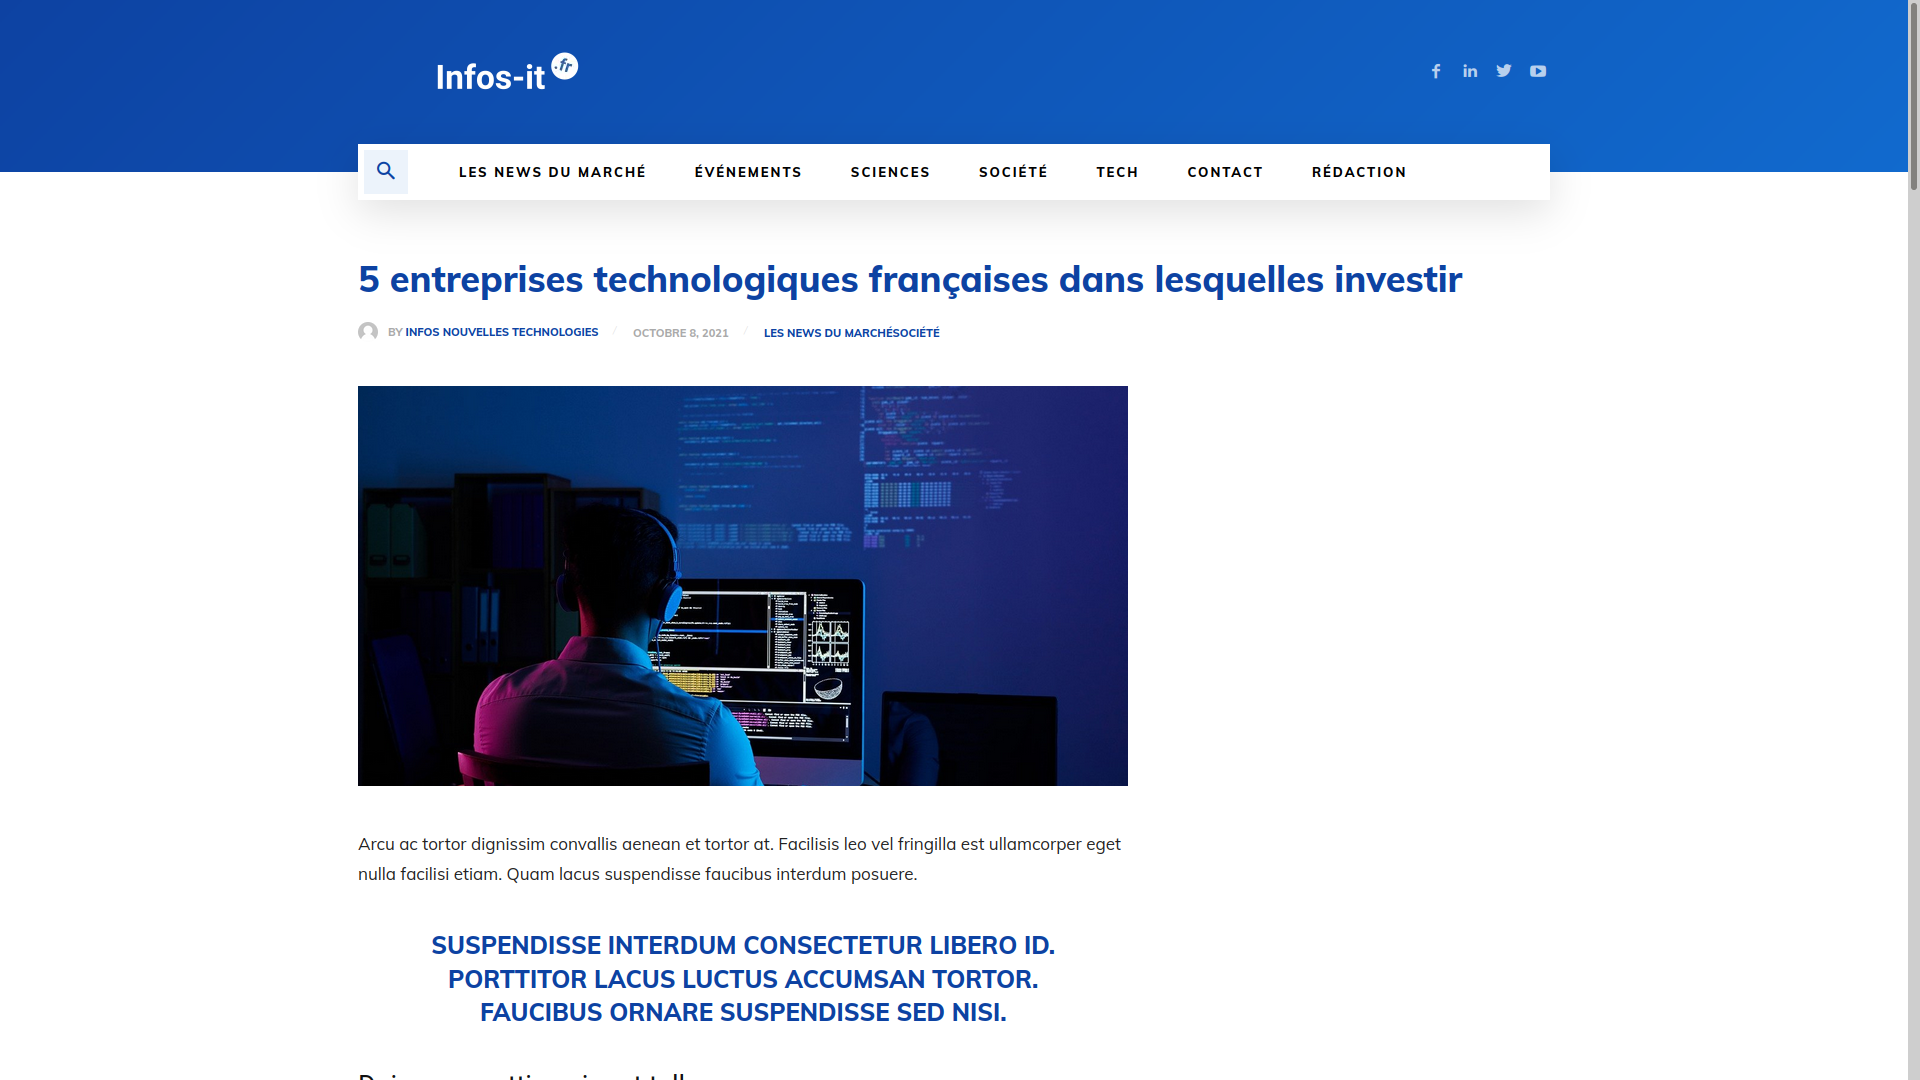 Infos-it .fr
LES NEWS DU MARCHÉ ÉVÉNEMENTS SCIENCES SOCIÉTÉ TECH CONTACT RÉDACTION
5 entreprises technologiques françaises dans lesquelles investir
BY INFOS NOUVELLES TECHNOLOGIES / OCTOBRE 8, 2021 / LES NEWS DU MARCHÉSOCIÉTÉ
Arcu ac tortor dignissim convallis aenean et tortor at. Facilisis leo vel fringilla est ullamcorper eget
nulla facilisi etiam. Quam lacus suspendisse faucibus interdum posuere.
SUSPENDISSE INTERDUM CONSECTETUR LIBERO ID.
PORTTITOR LACUS LUCTUS ACCUMSAN TORTOR.
FAUCIBUS ORNARE SUSPENDISSE SED NISI.